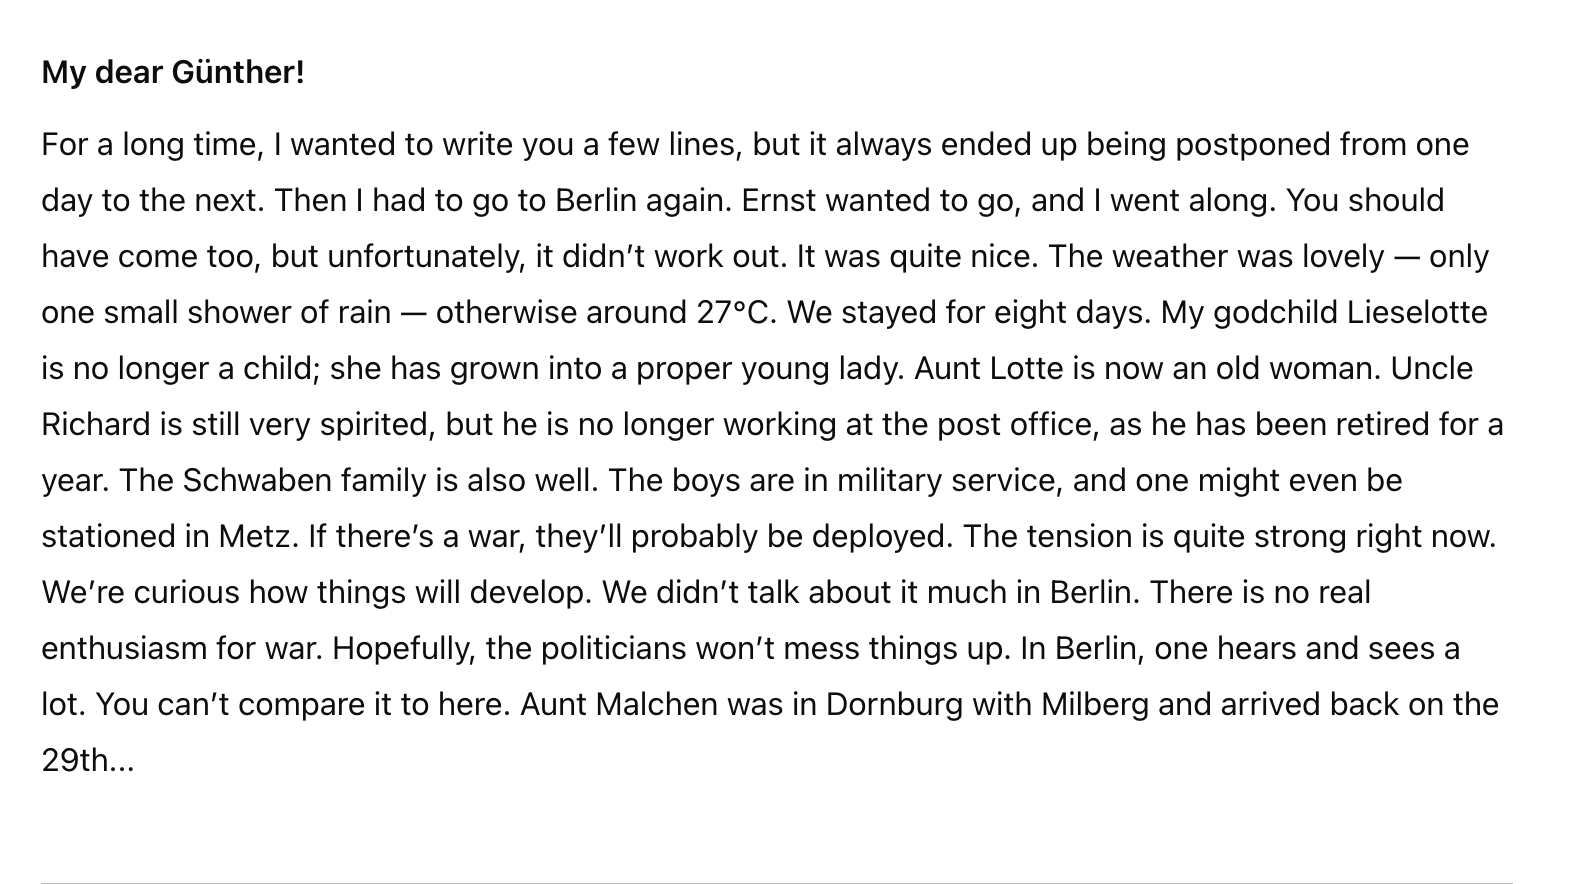 My dear Günther!
For a long time, I wanted to write you a few lines, but it always ended up being postponed from one
day to the next. Then I had to go to Berlin again. Ernst wanted to go, and I went along. You should
have come too, but unfortunately, it didn’t work out. It was quite nice. The weather was lovely — only
one small shower of rain — otherwise around 27°C. We stayed for eight days. My godchild Lieselotte
is no longer a child; she has grown into a proper young lady. Aunt Lotte is now an old woman. Uncle
Richard is still very spirited, but he is no longer working at the post office, as he has been retired for a
year. The Schwaben family is also well. The boys are in military service, and one might even be
stationed in Metz. If there’s a war, they’ll probably be deployed. The tension is quite strong right now.
We’re curious how things will develop. We didn’t talk about it much in Berlin. There is no real
enthusiasm for war. Hopefully, the politicians won’t mess things up. In Berlin, one hears and sees a
lot. You can’t compare it to here. Aunt Malchen was in Dornburg with Milberg and arrived back on the
29th...